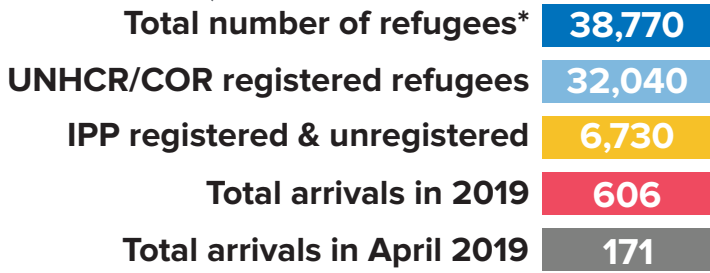 Total number of refugees* 38,770
UNHCR/COR registered refugees 32,040
IPP registered & unregistered 6,730
Total arrivals in 2019 606
Total arrivals in April 2019 171